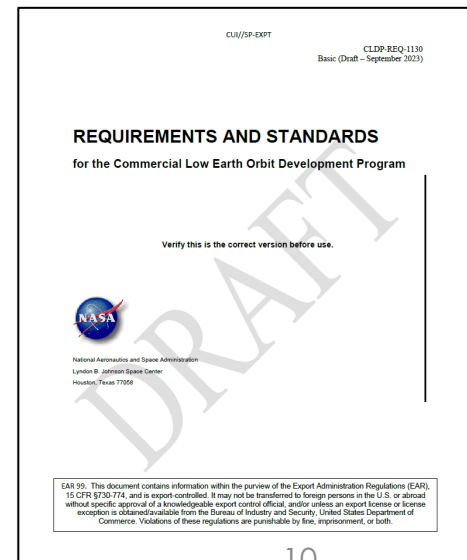 CUI//SP-EXPT
CLDP-REQ-1130
Basic (Draft – September 2023)
REQUIREMENTS AND STANDARDS
for the Commercial Low Earth Orbit Development Program
Verify this is the correct version before use.
DRAFT
NASA
National Aeronautics and Space Administration
Lyndon B. Johnson Space Center
Houston, Texas 77058
EAR 99. This document contains information within the purview of the Export Administration Regulations (EAR),
15 CFR §730-774, and is export-controlled. It may not be transferred to foreign persons in the U.S. or abroad
without specific approval of a knowledgeable export control official, and/or unless an export license or license
exception is obtained/available from the Bureau of Industry and Security, United States Department of
Commerce. Violations of these regulations are punishable by fine, imprisonment, or both.
10